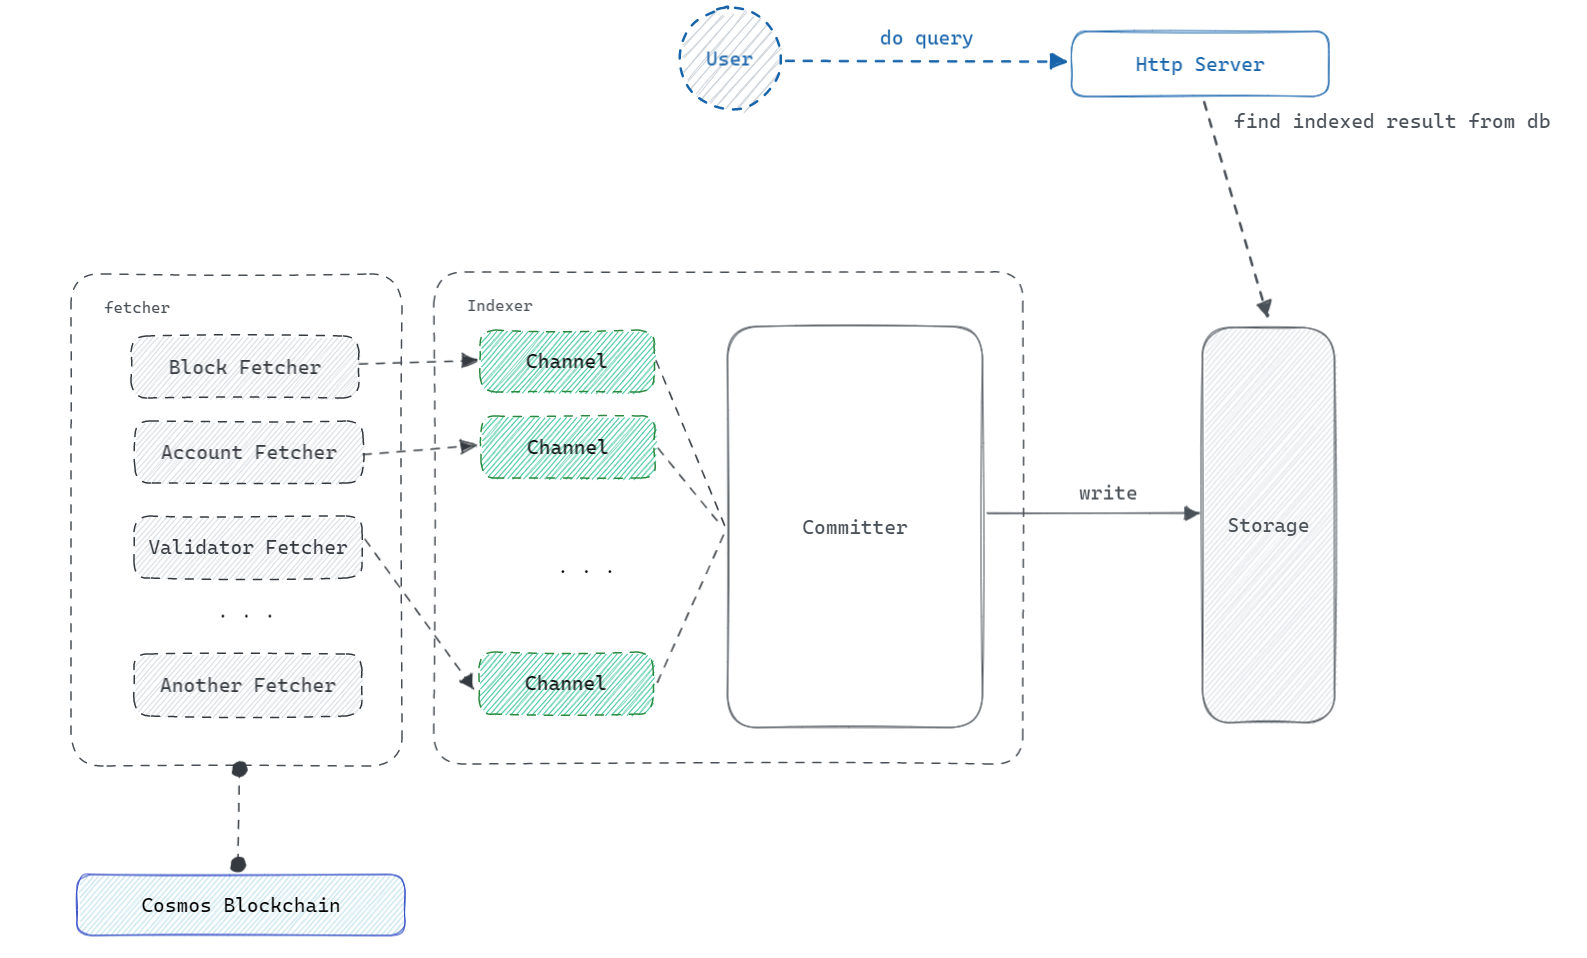 User
do query
Http Server
find indexed result from db
fetcher
Block Fetcher
Account Fetcher
Validator Fetcher
. . .
Another Fetcher
Indexer
Channel
Channel
. . .
Channel
Committer
write
Storage
Cosmos Blockchain